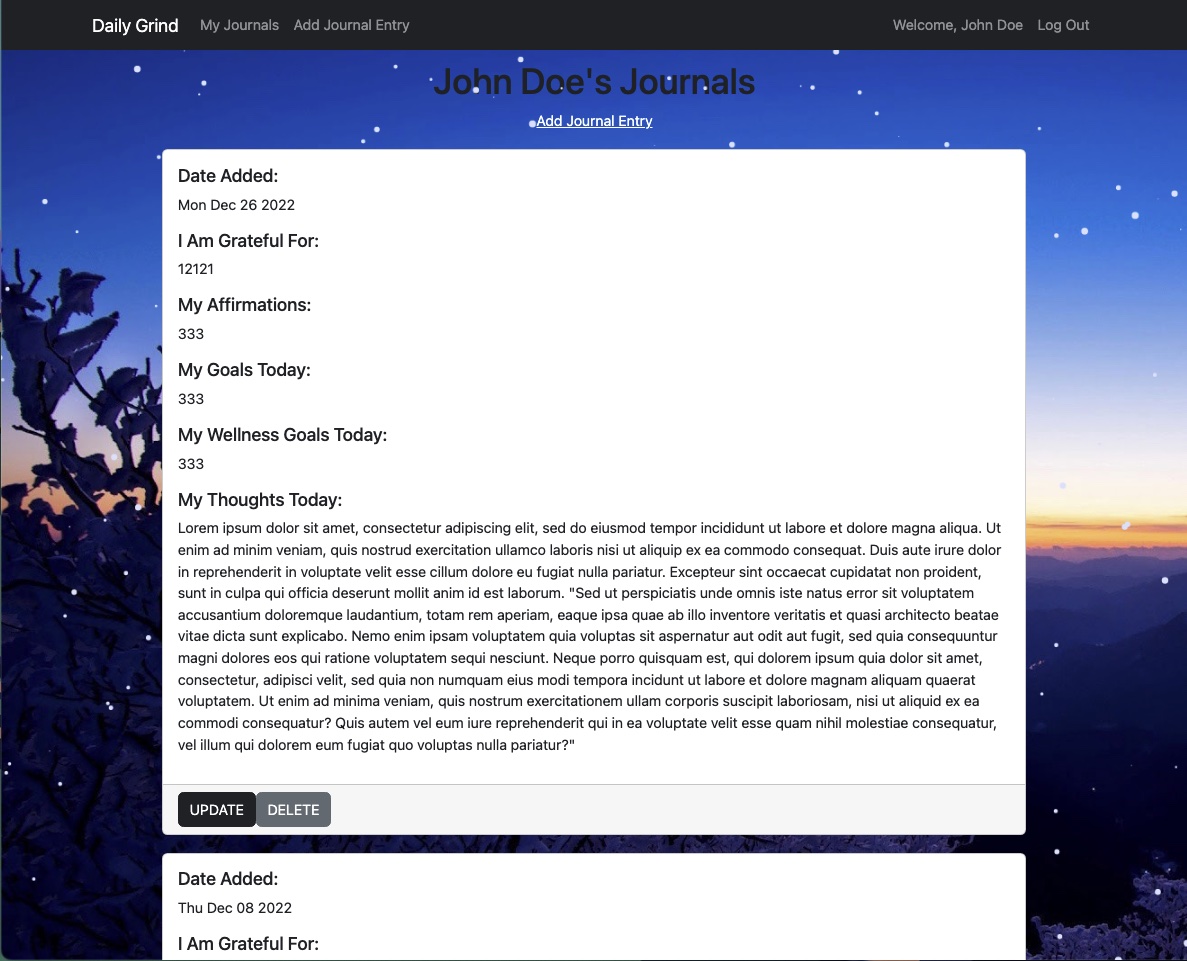 Daily Grind My Journals Add Journal Entry Welcome, John Doe Log Out
John Doe's Journals
Add Journal Entry
Date Added:
Mon Dec 26 2022
I Am Grateful For:
12121
My Affirmations:
333
My Goals Today:
333
My Wellness Goals Today:
333
My Thoughts Today:
Lorem ipsum dolor sit amet, consectetur adipiscing elit, sed do eiusmod tempor incididunt ut labore et dolore magna aliqua. Ut
enim ad minim veniam, quis nostrud exercitation ullamco laboris nisi ut aliquip ex ea commodo consequat. Duis aute irure dolor
in reprehenderit in voluptate velit esse cillum dolore eu fugiat nulla pariatur. Excepteur sint occaecat cupidatat non proident,
sunt in culpa qui officia deserunt mollit anim id est laborum. "Sed ut perspiciatis unde omnis iste natus error sit voluptatem
accusantium doloremque laudantium, totam rem aperiam, eaque ipsa quae ab illo inventore veritatis et quasi architecto beatae
vitae dicta sunt explicabo. Nemo enim ipsam voluptatem quia voluptas sit aspernatur aut odit aut fugit, sed quia consequuntur
magni dolores eos qui ratione voluptatem sequi nesciunt. Neque porro quisquam est, qui dolorem ipsum quia dolor sit amet,
consectetur, adipisci velit, sed quia non numquam eius modi tempora incidunt ut labore et dolore magnam aliquam quaerat
voluptatem. Ut enim ad minima veniam, quis nostrum exercitationem ullam corporis suscipit laboriosam, nisi ut aliquid ex ea
commodi consequatur? Quis autem vel eum iure reprehenderit qui in ea voluptate velit esse quam nihil molestiae consequatur,
vel illum qui dolorem eum fugiat quo voluptas nulla pariatur?"
UPDATE DELETE
Date Added:
Thu Dec 08 2022
I Am Grateful For: